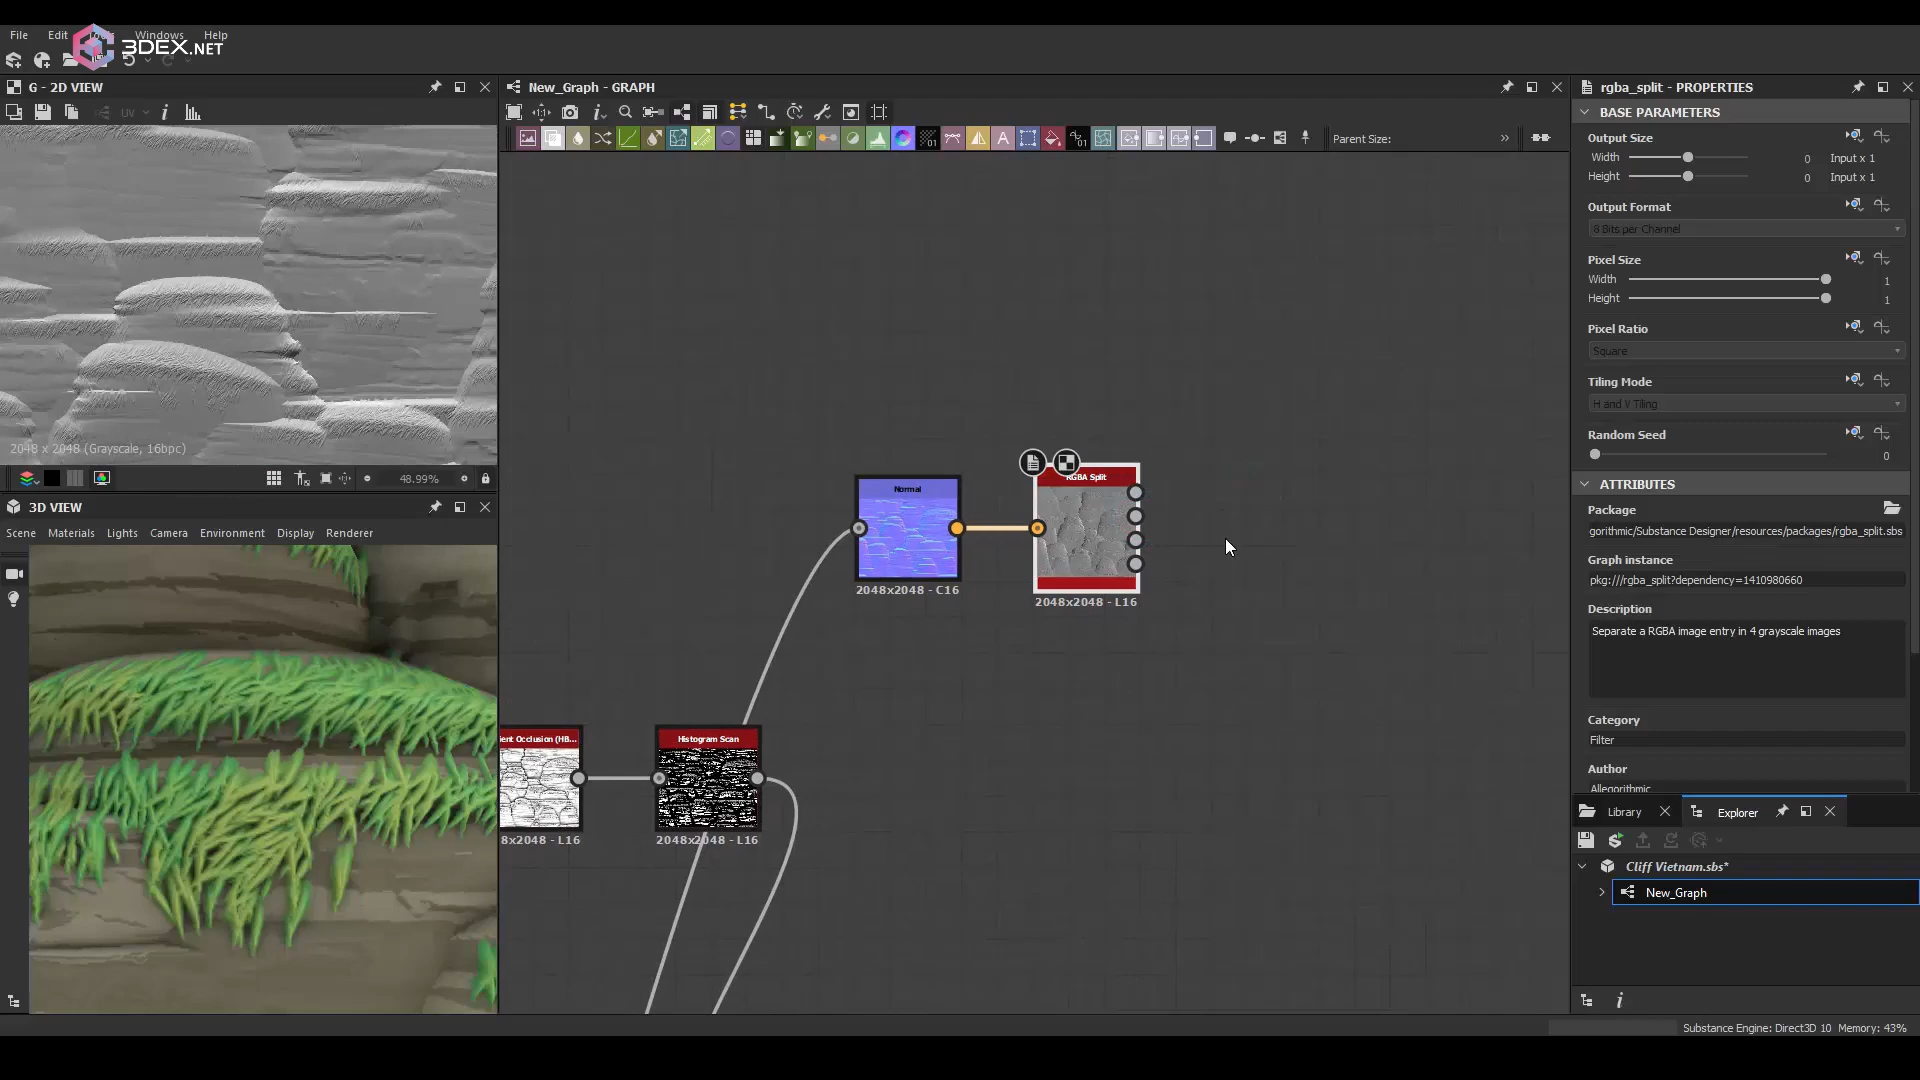 File
Edit
Tools
Windows
Help
3DEX.NET
G - 2D VIEW
UV
2048 x 2048 (Grayscale, 16bpc)
48.99%
3D VIEW
Scene
Materials
Lights
Camera
Environment
Display
Renderer
New_Graph - GRAPH
Parent Size:
Normal
2048x2048 - C16
RGBA Split
2048x2048 - L16
ient Occlusion (HB...
8x2048 - L16
Histogram Scan
2048x2048 - L16
rgba_split - PROPERTIES
BASE PARAMETERS
Output Size
Width 0 Input x 1
Height 0 Input x 1
Output Format
8 Bits per Channel
Pixel Size
Width 1
Height 1
Pixel Ratio
Square
Tiling Mode
H and V Tiling
Random Seed
0
ATTRIBUTES
Package
gorithmic/Substance Designer/resources/packages/rgba_split.sbs
Graph instance
pkg:///rgba_split?dependency=1410980660
Description
Separate a RGBA image entry in 4 grayscale images
Category
Filter
Author
Allegorithmic
Library
Explorer
Cliff Vietnam.sbs*
New_Graph
Substance Engine: Direct3D 10 Memory: 43%